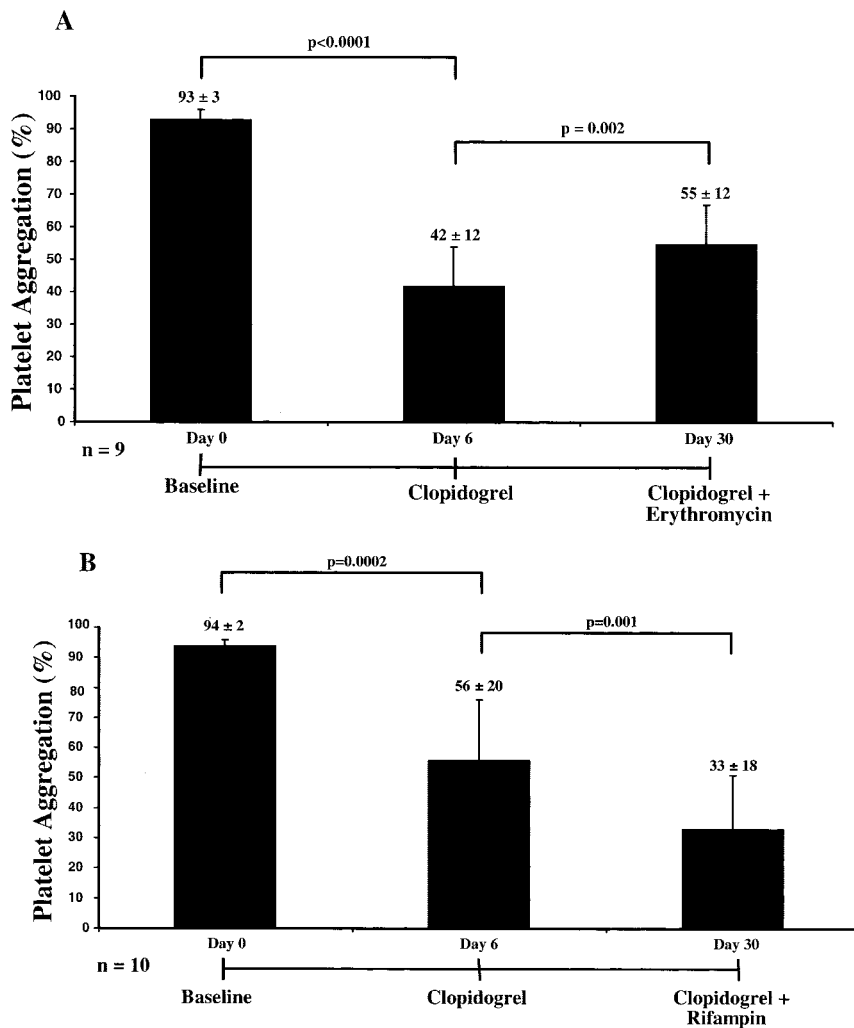 A
p<0.0001
Platelet Aggregation (%)
100
90
80
70
60
50
40
30
20
10
0
93 ± 3
p = 0.002
42 ± 12
55 ± 12
Day 0
Day 6
Day 30
n = 9
Baseline
Clopidogrel
Clopidogrel +
Erythromycin
B
p=0.0002
Platelet Aggregation (%)
100
90
80
70
60
50
40
30
20
10
0
94 ± 2
p=0.001
56 ± 20
33 ± 18
Day 0
Day 6
Day 30
n = 10
Baseline
Clopidogrel
Clopidogrel +
Rifampin